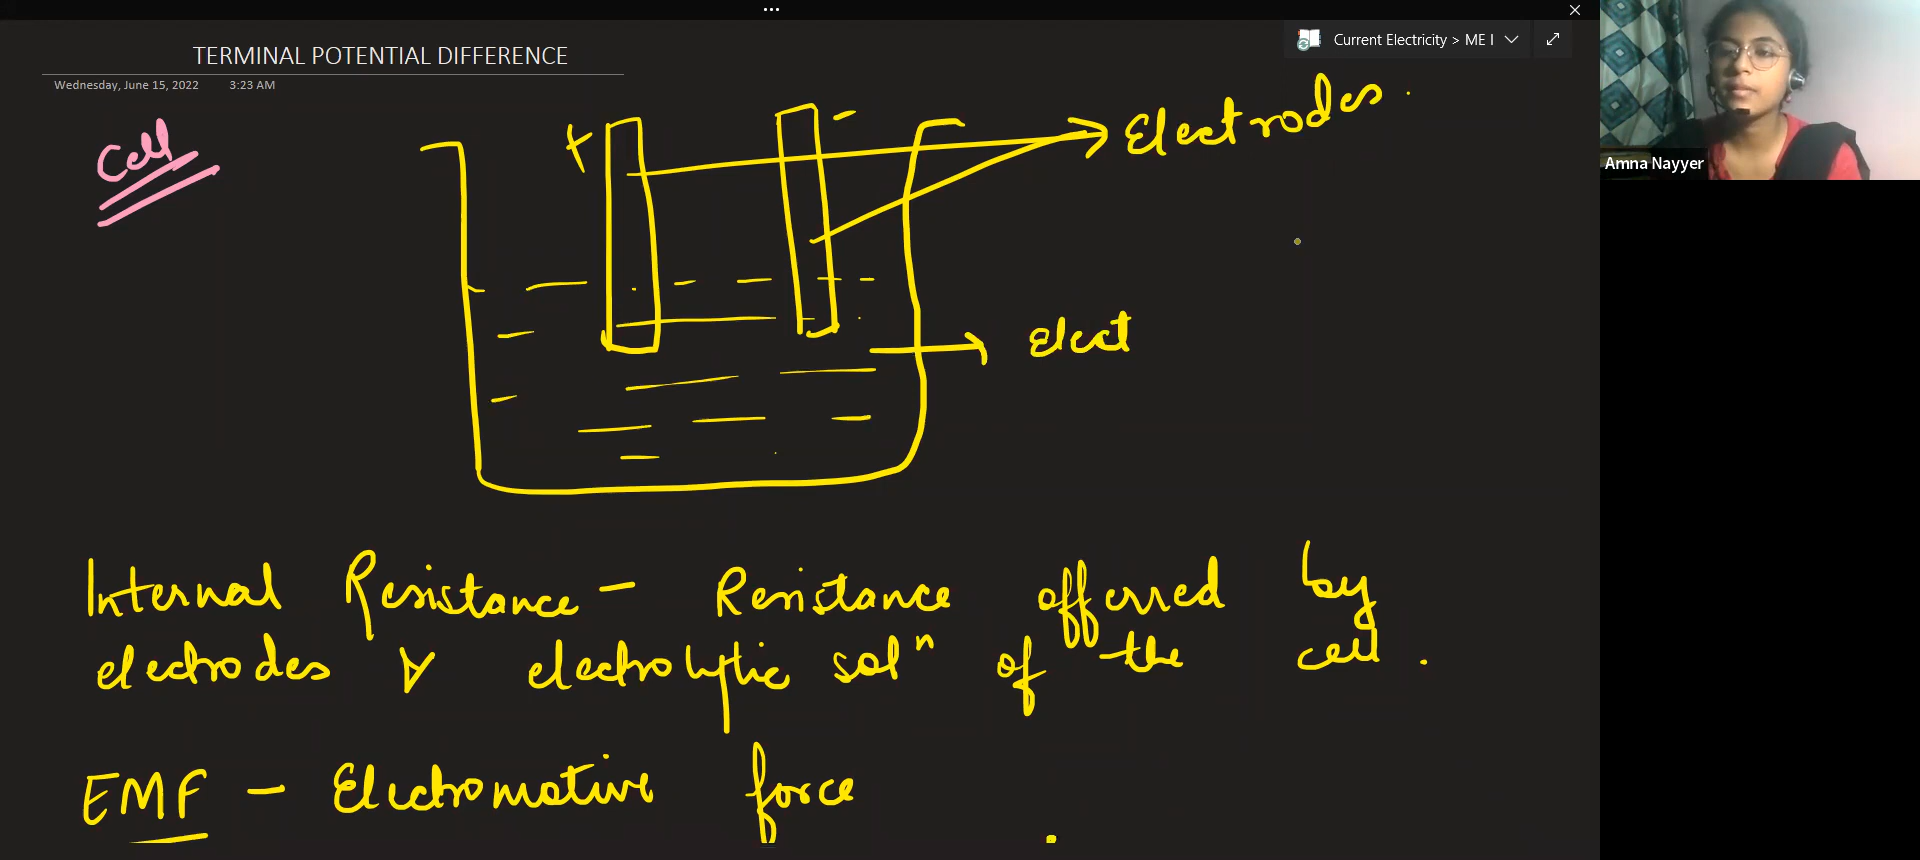 TERMINAL POTENTIAL DIFFERENCE
Wednesday, June 15, 2022 3:23 AM
Current Electricity > ME I
Amna Nayyer
Cell
+ -
Electrodes.
Elect
Internal Resistance - Resistance offerred by
electrodes & electrolytic solⁿ of the cell.
EMF - Electromotive force